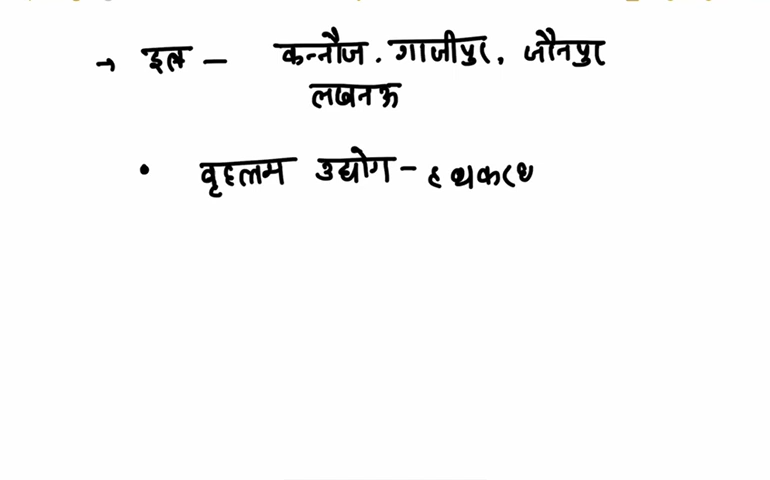 → इत्र - कन्नौज, गाजीपुर, जौनपुर
लखनऊ
• वृहत्तम उद्योग - हथकरघ